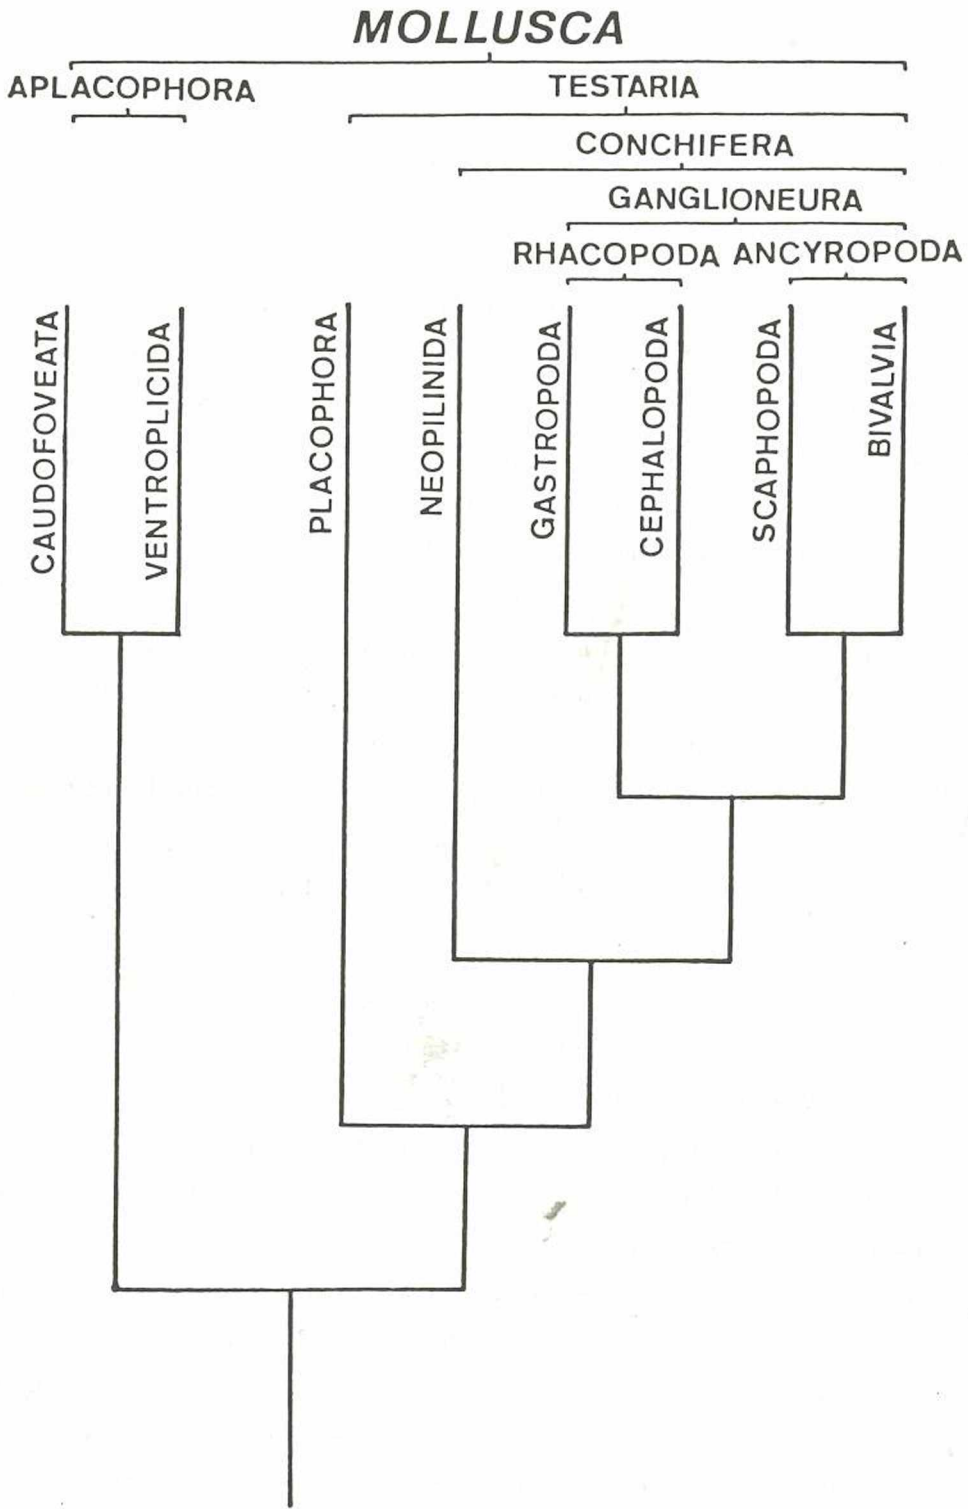 MOLLUSCA
APLACOPHORA
TESTARIA
CONCHIFERA
GANGLIONEURA
RHACOPODA
ANCYROPODA
CAUDOFOVEATA
VENTROPLICIDA
PLACOPHORA
NEOPILINIDA
GASTROPODA
CEPHALOPODA
SCAPHOPODA
BIVALVIA